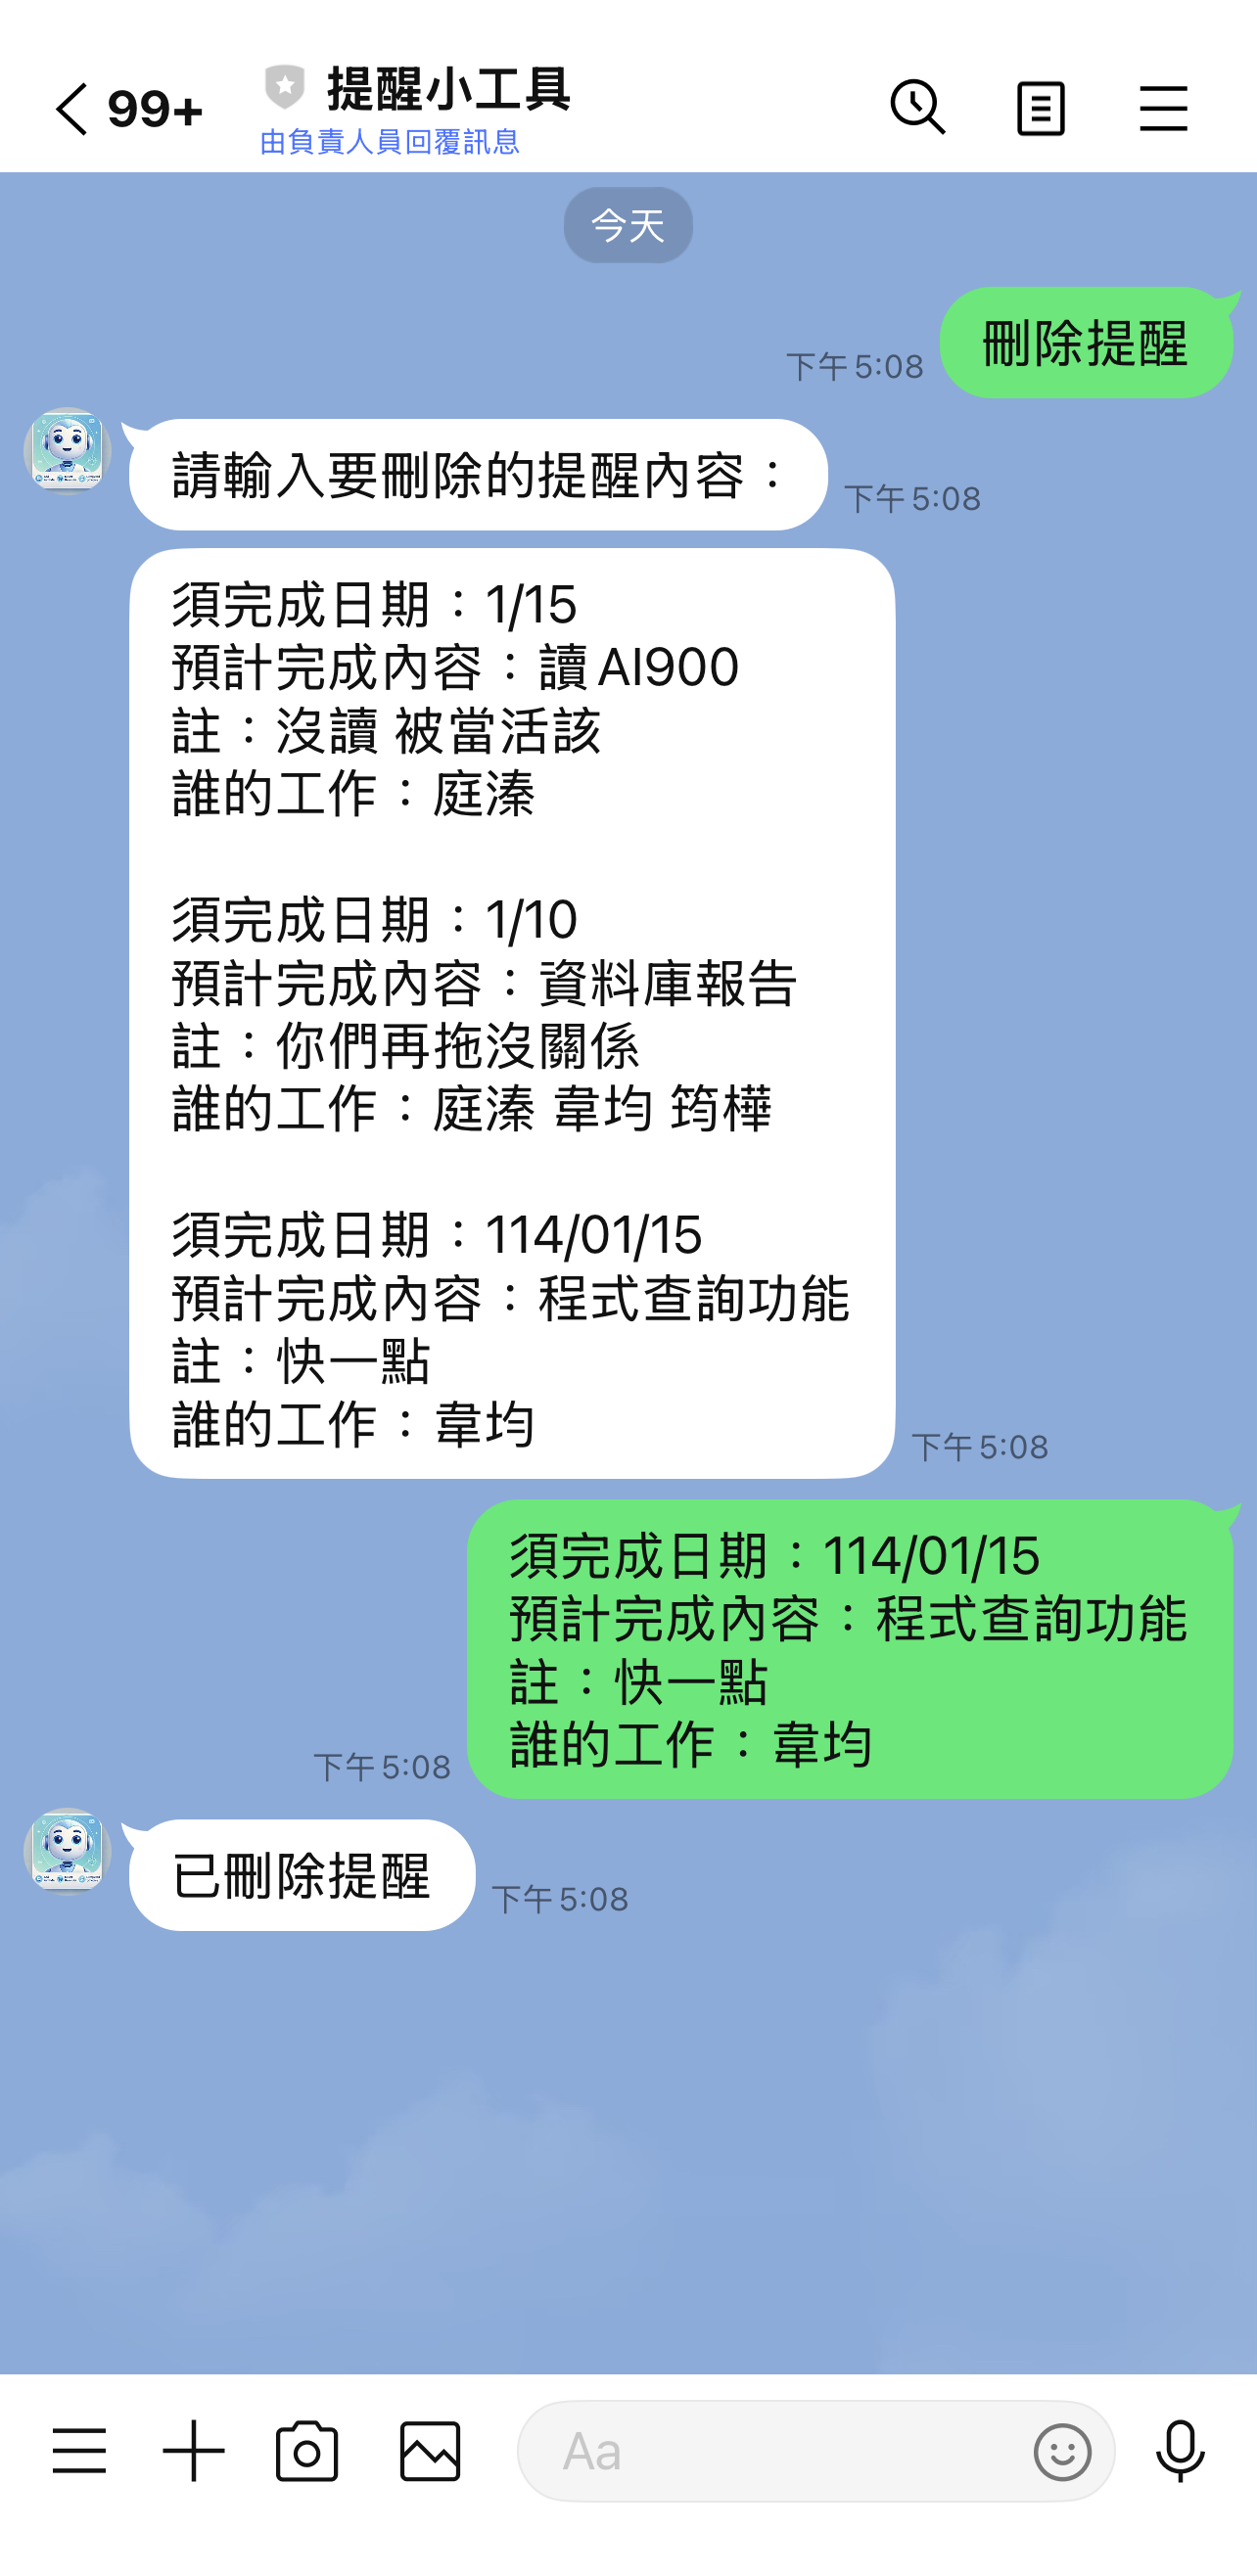 99+
提醒小工具
由負責人員回覆訊息
今天
刪除提醒
下午 5:08
請輸入要刪除的提醒內容：
下午 5:08
須完成日期：1/15
預計完成內容：讀 AI900
註：沒讀 被當活該
誰的工作：庭溱
須完成日期：1/10
預計完成內容：資料庫報告
註：你們再拖沒關係
誰的工作：庭溱 韋均 筠樺
須完成日期：114/01/15
預計完成內容：程式查詢功能
註：快一點
誰的工作：韋均
下午 5:08
須完成日期：114/01/15
預計完成內容：程式查詢功能
註：快一點
誰的工作：韋均
下午 5:08
已刪除提醒
下午 5:08
Aa